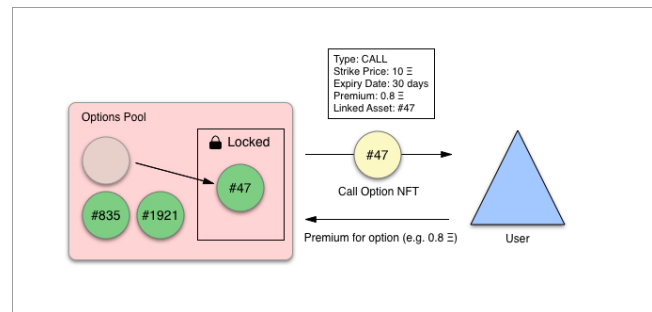 Type: CALL
Strike Price: 10 Ξ
Expiry Date: 30 days
Premium: 0.8 Ξ
Linked Asset: #47
Options Pool
Locked
#47
#835
#1921
#47
Call Option NFT
Premium for option (e.g. 0.8 Ξ)
User